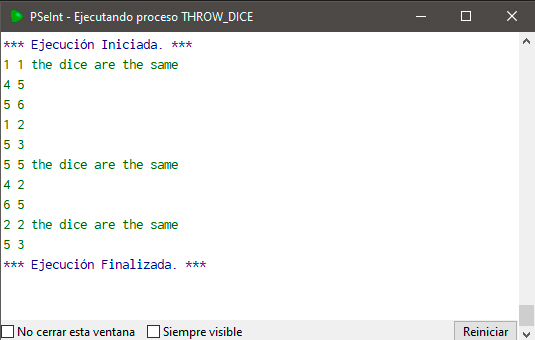 PSeInt - Ejecutando proceso THROW_DICE
*** Ejecución Iniciada. ***
1 1 the dice are the same
4 5
5 6
1 2
5 3
5 5 the dice are the same
4 2
6 5
2 2 the dice are the same
5 3
*** Ejecución Finalizada. ***
No cerrar esta ventana Siempre visible Reiniciar